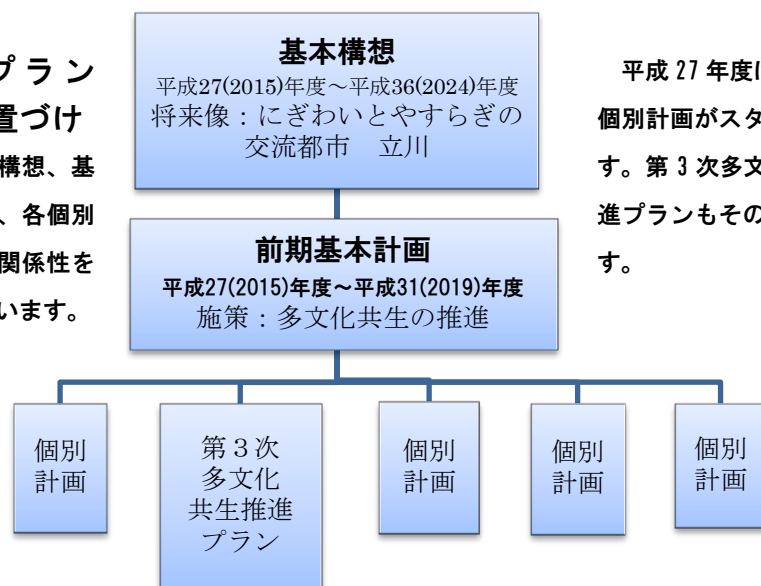 プラン
置づけ
構想、基
、各個別
関係性を
います。
基本構想
平成27(2015)年度～平成36(2024)年度
将来像：にぎわいとやすらぎの
交流都市　立川
平成 27 年度に
個別計画がスタ
す。第 3 次多文
進プランもその
す。
前期基本計画
平成27(2015)年度～平成31(2019)年度
施策：多文化共生の推進
個別
計画
第３次
多文化
共生推進
プラン
個別
計画
個別
計画
個別
計画